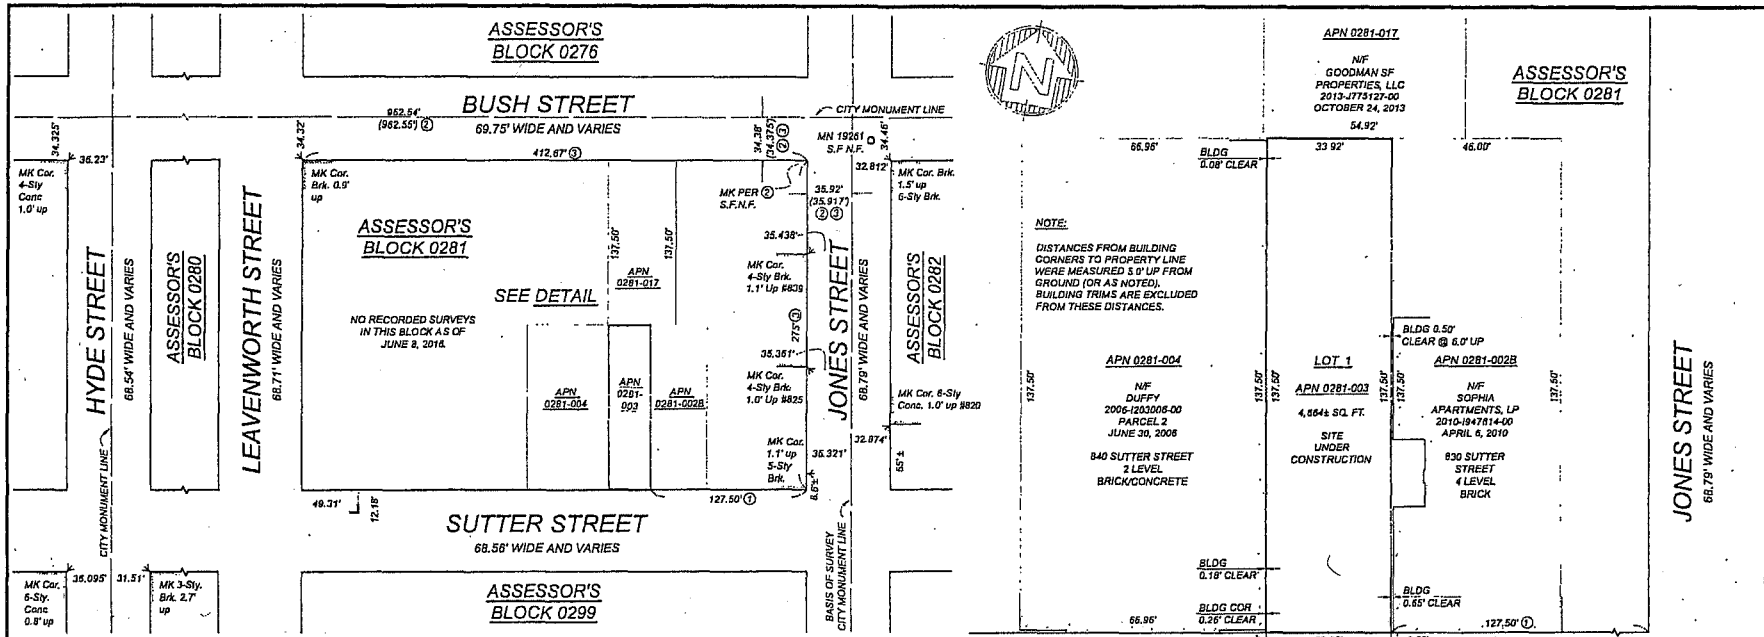 ASSESSOR'S
BLOCK 0276
BUSH STREET
69.75' WIDE AND VARIES
962.54'
(962.55') ②
CITY MONUMENT LINE
MN 19261
S.F N.F.
34.325'
36.23'
34.32'
412.67' ③
34.38'
(34.375')
②③
34.46'
32.812'
MK Cor.
4-Sly
Conc
1.0' up
MK Cor.
Brk. 0.9'
up
MK PER ②
S.F.N.F.
35.92'
(35.917')
②③
MK Cor. Brk.
1.5' up
6-Sly Brk.
HYDE STREET
68.54' WIDE AND VARIES
ASSESSOR'S
BLOCK 0280
LEAVENWORTH STREET
68.71' WIDE AND VARIES
ASSESSOR'S
BLOCK 0281
SEE DETAIL
NO RECORDED SURVEYS
IN THIS BLOCK AS OF
JUNE 8, 2016.
137.50'
137.50'
APN
0281-017
APN
0281-004
APN
0281-
003
APN
0281-002B
35.438'
MK Cor.
4-Sly Brk.
1.1' Up #839
275' ③
35.361'
MK Cor.
4-Sly Brk.
1.0' Up #825
MK Cor.
1.1' up
5-Sly
Brk.
JONES STREET
68.79' WIDE AND VARIES
ASSESSOR'S
BLOCK 0282
MK Cor. 6-Sly
Conc. 1.0' up #820
32.874'
35.321'
55' ±
127.50' ①
49.31'
12.18'
SUTTER STREET
68.56' WIDE AND VARIES
CITY MONUMENT LINE
36.095'
31.51'
MK Cor.
6-Sly.
Conc
0.8' up
MK 3-Sly.
Brk. 2.7'
up
ASSESSOR'S
BLOCK 0299
BASIS OF SURVEY
CITY MONUMENT LINE
N
APN 0281-017
N/F
GOODMAN SF
PROPERTIES, LLC
2013-J775127-00
OCTOBER 24, 2013
54.92'
ASSESSOR'S
BLOCK 0281
66.96'
BLDG
0.08' CLEAR
33 92'
46.00'
NOTE:
DISTANCES FROM BUILDING
CORNERS TO PROPERTY LINE
WERE MEASURED 5 0' UP FROM
GROUND (OR AS NOTED).
BUILDING TRIMS ARE EXCLUDED
FROM THESE DISTANCES.
BLDG 0.50'
CLEAR @ 6.0' UP
137.50'
APN 0281-004
N/F
DUFFY
2006-I203006-00
PARCEL 2
JUNE 30, 2006
840 SUTTER STREET
2 LEVEL
BRICK/CONCRETE
137.50'
137.50'
LOT 1
APN 0281-003
4,664± SQ. FT.
SITE
UNDER
CONSTRUCTION
137.50'
137.50'
APN 0281-002B
N/F
SOPHIA
APARTMENTS, LP
2010-I947614-00
APRIL 6, 2010
830 SUTTER
STREET
4 LEVEL
BRICK
137.50'
JONES STREET
68.79' WIDE AND VARIES
BLDG
0.18' CLEAR
BLDG COR
0.26' CLEAR
BLDG
0.65' CLEAR
66.96'
127.50' ①